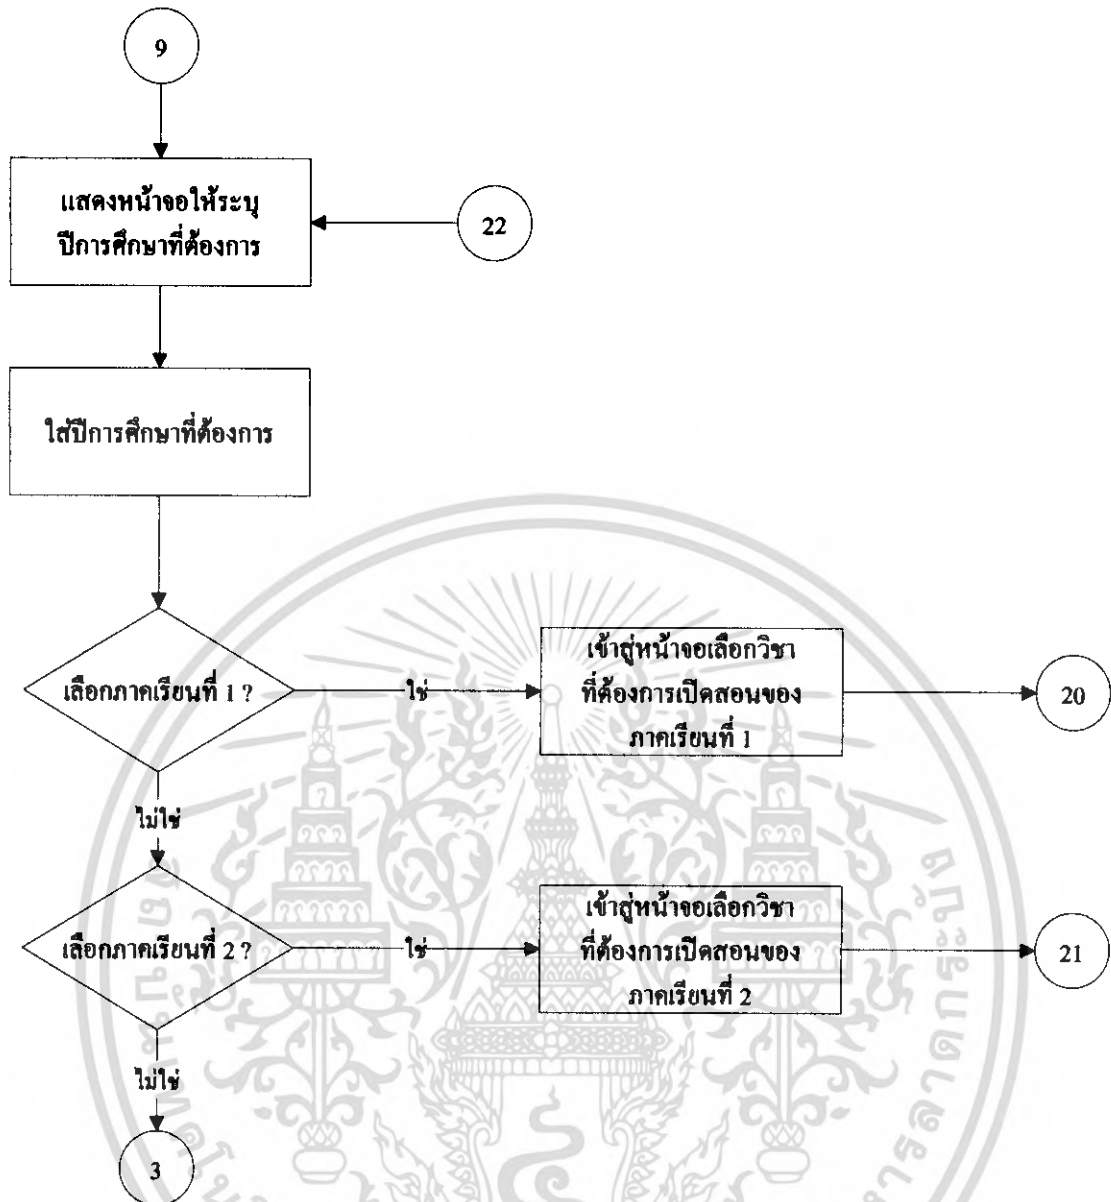 9
แสดงหน้าจอให้ระบุ
ปีการศึกษาที่ต้องการ
22
ใส่ปีการศึกษาที่ต้องการ
เลือกภาคเรียนที่ 1 ?
ใช่
เข้าสู่หน้าจอเลือกวิชา
ที่ต้องการเปิดสอนของ
ภาคเรียนที่ 1
20
ไม่ใช่
เลือกภาคเรียนที่ 2 ?
ใช่
เข้าสู่หน้าจอเลือกวิชา
ที่ต้องการเปิดสอนของ
ภาคเรียนที่ 2
21
ไม่ใช่
3